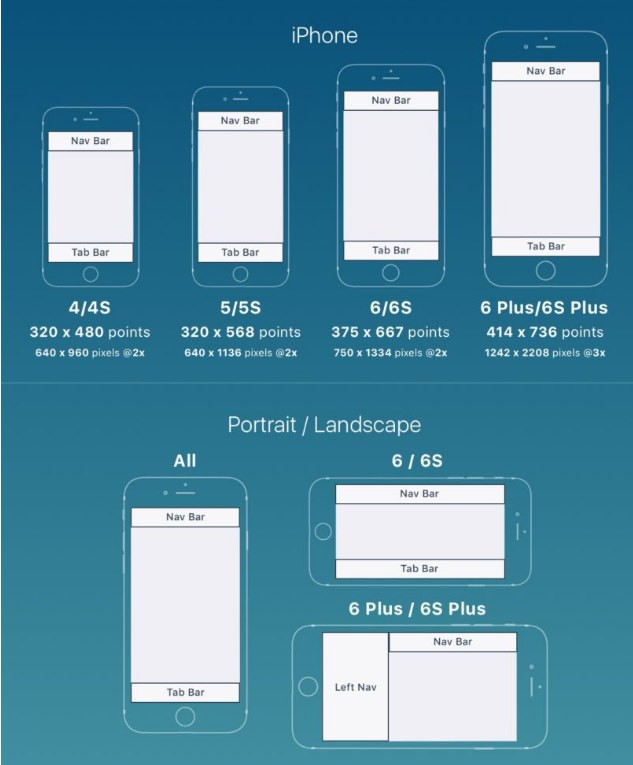 iPhone
Nav Bar
Tab Bar
4/4S
320 x 480 points
640 x 960 pixels @2x
Nav Bar
Tab Bar
5/5S
320 x 568 points
640 x 1136 pixels @2x
Nav Bar
Tab Bar
6/6S
375 x 667 points
750 x 1334 pixels @2x
Nav Bar
Tab Bar
6 Plus/6S Plus
414 x 736 points
1242 x 2208 pixels @3x
Portrait / Landscape
All
Nav Bar
Tab Bar
6 / 6S
Nav Bar
Tab Bar
6 Plus / 6S Plus
Left Nav
Nav Bar